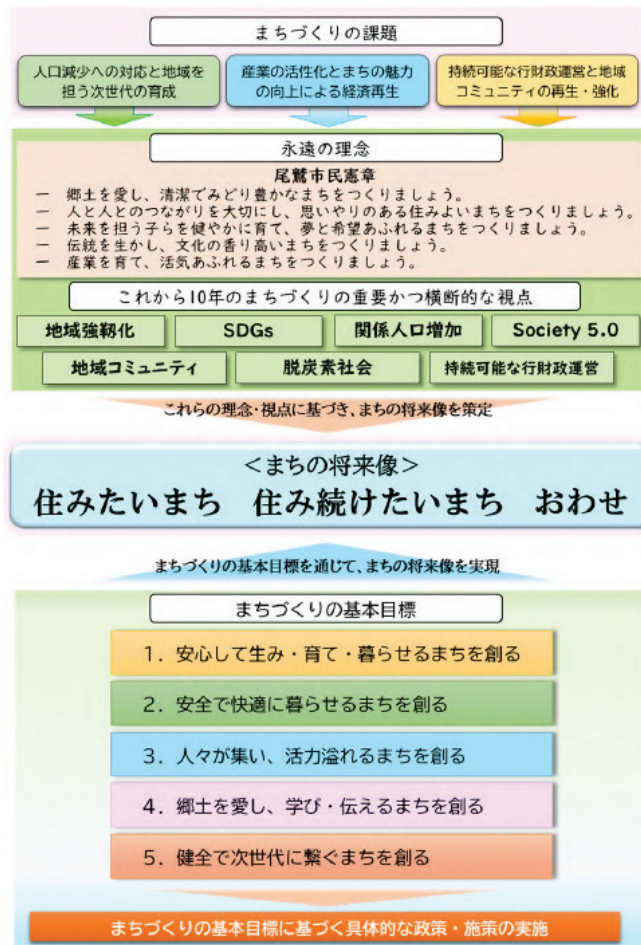 まちづくりの課題
人口減少への対応と地域を
担う次世代の育成
産業の活性化とまちの魅力
の向上による経済再生
持続可能な行財政運営と地域
コミュニティの再生・強化
永遠の理念
尾鷲市民憲章
一 郷土を愛し、清潔でみどり豊かなまちをつくりましょう。
一 人と人とのつながりを大切にし、思いやりのある住みよいまちをつくりましょう。
一 未来を担う子らを健やかに育て、夢と希望あふれるまちをつくりましょう。
一 伝統を生かし、文化の香り高いまちをつくりましょう。
一 産業を育て、活気あふれるまちをつくりましょう。
これから10年のまちづくりの重要かつ横断的な視点
地域強靱化 SDGs 関係人口増加 Society 5.0
地域コミュニティ 脱炭素社会 持続可能な行財政運営
これらの理念・視点に基づき、まちの将来像を策定
＜まちの将来像＞
住みたいまち 住み続けたいまち おわせ
まちづくりの基本目標を通じて、まちの将来像を実現
まちづくりの基本目標
1．安心して生み・育て・暮らせるまちを創る
2．安全で快適に暮らせるまちを創る
3．人々が集い、活力溢れるまちを創る
4．郷土を愛し、学び・伝えるまちを創る
5．健全で次世代に繋ぐまちを創る
まちづくりの基本目標に基づく具体的な政策・施策の実施